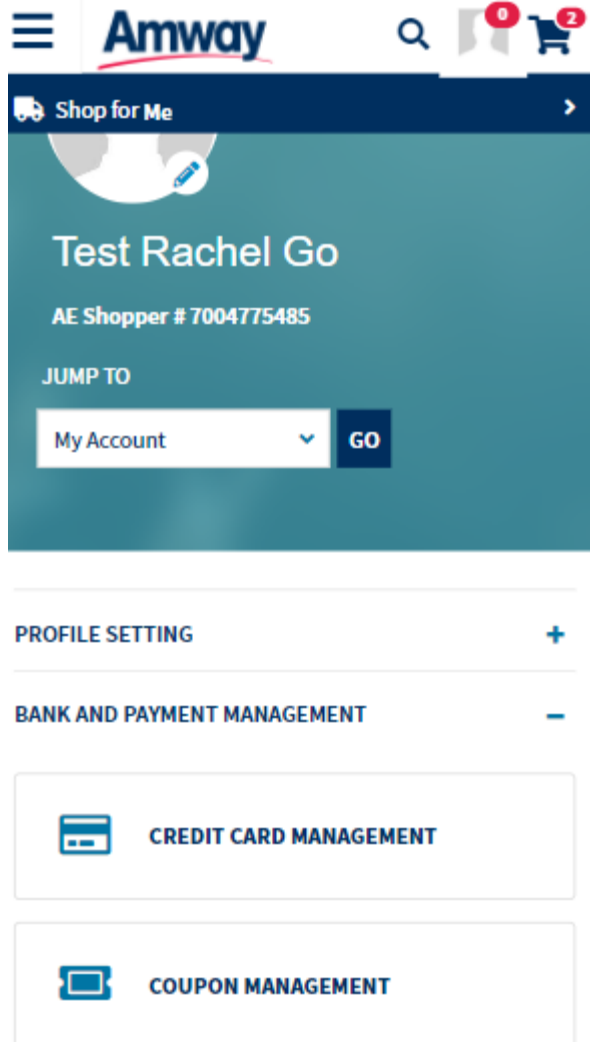 Amway
0
2
Shop for Me
Test Rachel Go
AE Shopper # 7004775485
JUMP TO
My Account
GO
PROFILE SETTING
BANK AND PAYMENT MANAGEMENT
CREDIT CARD MANAGEMENT
COUPON MANAGEMENT